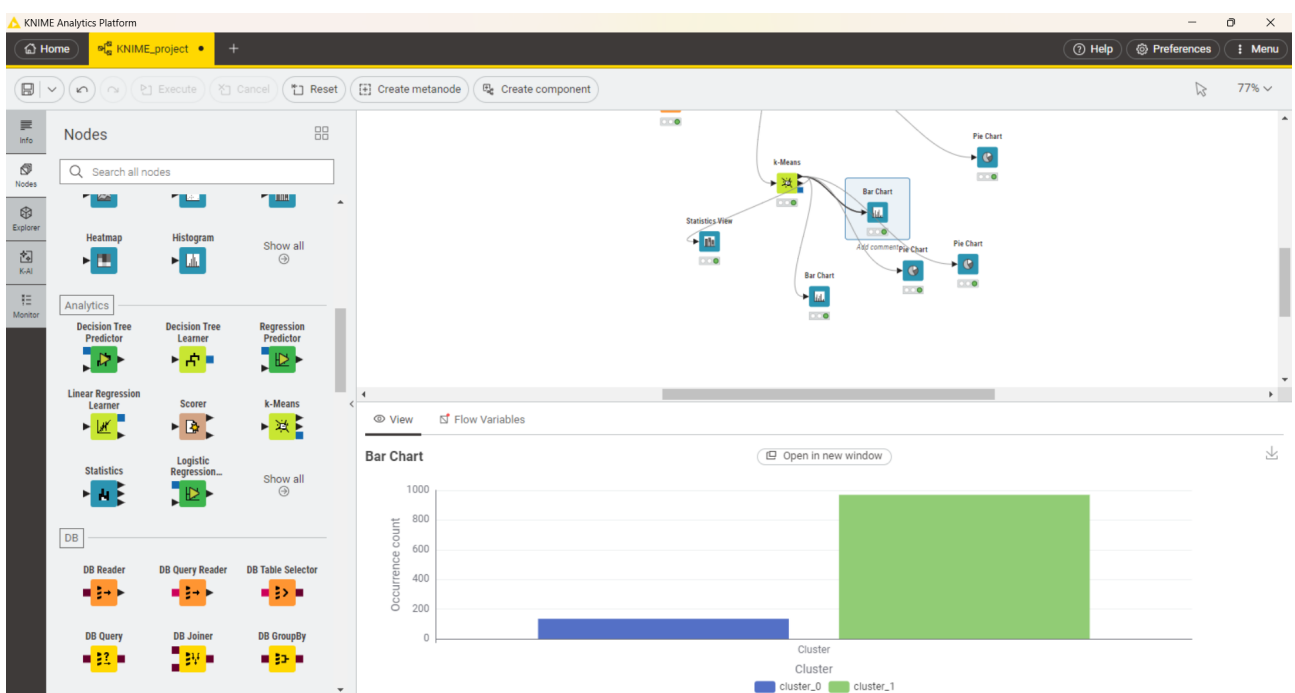 KNIME Analytics Platform
Home
KNIME_project
Help
Preferences
Menu
Execute
Cancel
Reset
Create metanode
Create component
77%
Info
Nodes
Explorer
K-AI
Monitor
Nodes
Search all nodes
Heatmap
Histogram
Show all
Analytics
Decision Tree Predictor
Decision Tree Learner
Regression Predictor
Linear Regression Learner
Scorer
k-Means
Statistics
Logistic Regression...
Show all
DB
DB Reader
DB Query Reader
DB Table Selector
DB Query
DB Joiner
DB GroupBy
Pie Chart
k-Means
Bar Chart
Statistics View
Add comment
Pie Chart
Pie Chart
Bar Chart
View
Flow Variables
Bar Chart
Open in new window
1000
800
600
400
200
0
Occurrence count
Cluster
Cluster
cluster_0
cluster_1